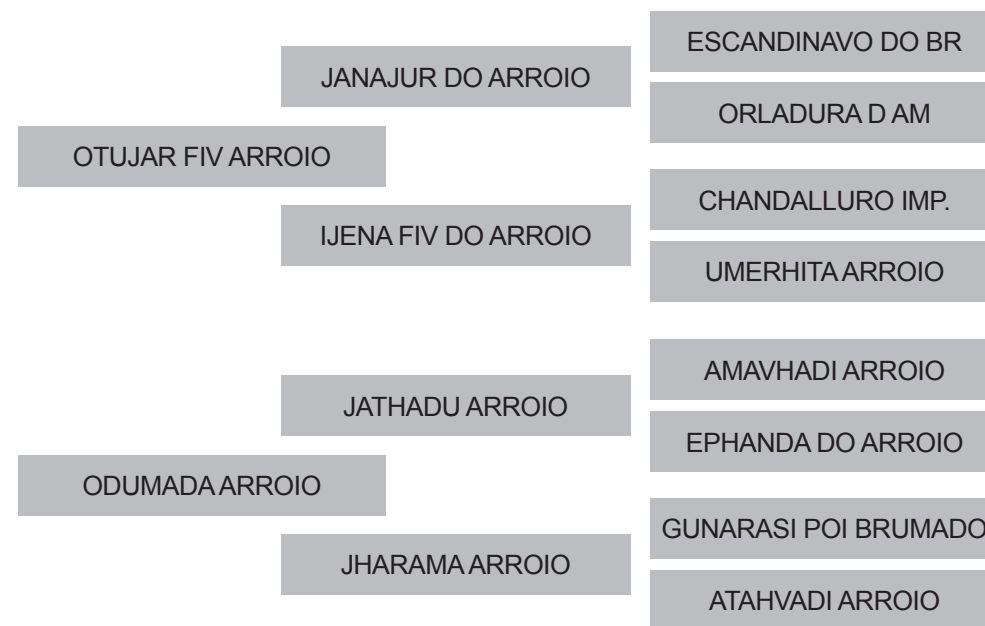 ESCANDINAVO DO BR
JANAJUR DO ARROIO
ORLADURA D AM
OTUJAR FIV ARROIO
CHANDALLURO IMP.
IJENA FIV DO ARROIO
UMERHITA ARROIO
AMAVHADI ARROIO
JATHADU ARROIO
EPHANDA DO ARROIO
ODUMADA ARROIO
GUNARASI POI BRUMADO
JHARAMA ARROIO
ATAHVADI ARROIO